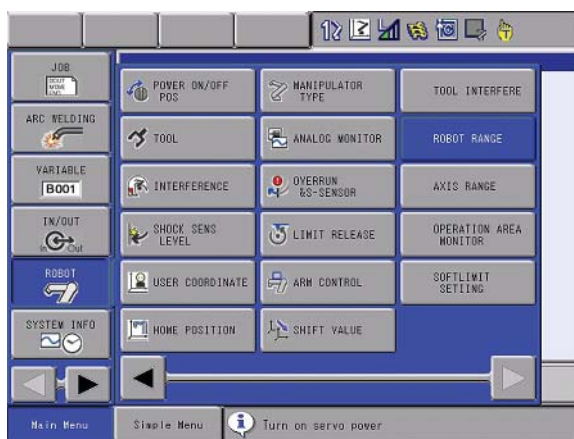 JOB
ARC WELDING
VARIABLE
B001
IN/OUT
In Out
ROBOT
SYSTEM INFO
POWER ON/OFF
POS
TOOL
INTERFERENCE
SHOCK SENS
LEVEL
USER COORDINATE
HOME POSITION
MANIPULATOR
TYPE
ANALOG MONITOR
OVERRUN
&S-SENSOR
LIMIT RELEASE
ARM CONTROL
SHIFT VALUE
TOOL INTERFERE
ROBOT RANGE
AXIS RANGE
OPERATION AREA
MONITOR
SOFTLIMIT
SETIING
Main Menu
Simple Menu
Turn on servo power